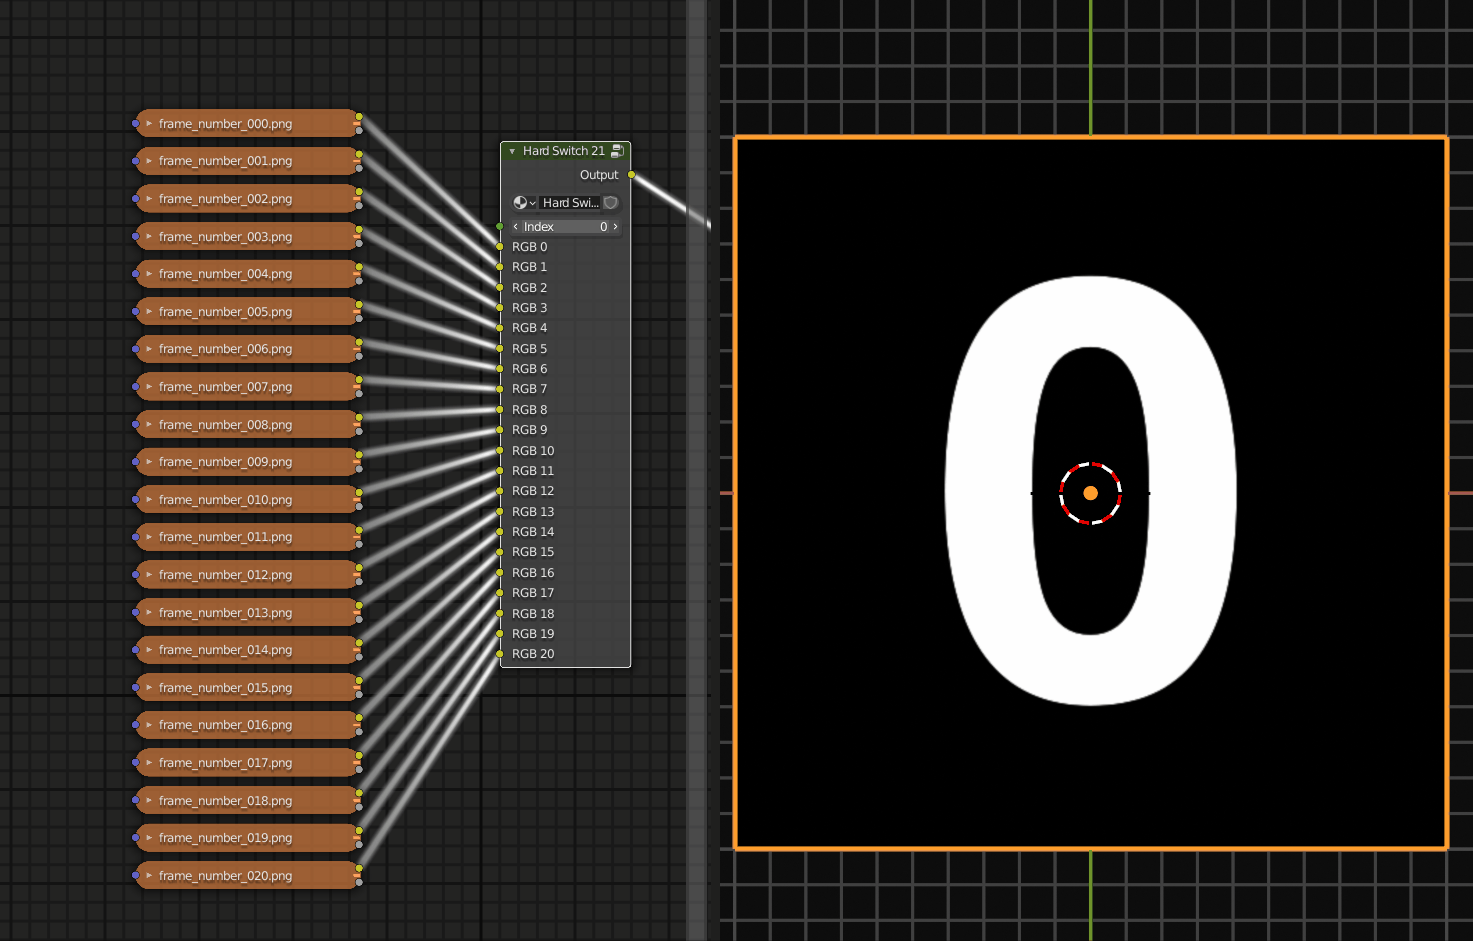 frame_number_000.png
frame_number_001.png
frame_number_002.png
frame_number_003.png
frame_number_004.png
frame_number_005.png
frame_number_006.png
frame_number_007.png
frame_number_008.png
frame_number_009.png
frame_number_010.png
frame_number_011.png
frame_number_012.png
frame_number_013.png
frame_number_014.png
frame_number_015.png
frame_number_016.png
frame_number_017.png
frame_number_018.png
frame_number_019.png
frame_number_020.png
Hard Switch 21
Output
Hard Swi...
Index 0
RGB 0
RGB 1
RGB 2
RGB 3
RGB 4
RGB 5
RGB 6
RGB 7
RGB 8
RGB 9
RGB 10
RGB 11
RGB 12
RGB 13
RGB 14
RGB 15
RGB 16
RGB 17
RGB 18
RGB 19
RGB 20
0